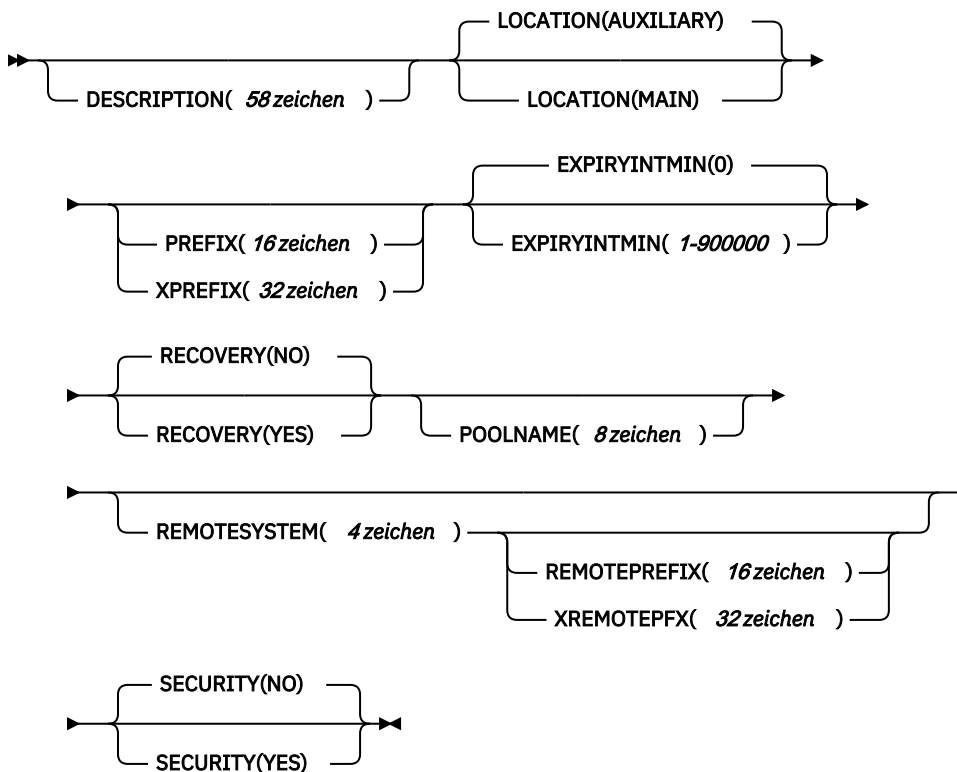 LOCATION(AUXILIARY)
DESCRIPTION( 58 zeichen )
LOCATION(MAIN)
EXPIRYINTMIN(0)
PREFIX( 16 zeichen )
EXPIRYINTMIN( 1-900000 )
XPREFIX( 32 zeichen )
RECOVERY(NO)
RECOVERY(YES)
POOLNAME( 8 zeichen )
REMOTESYSTEM( 4 zeichen )
REMOTEPREFIX( 16 zeichen )
XREMOTEPFX( 32 zeichen )
SECURITY(NO)
SECURITY(YES)